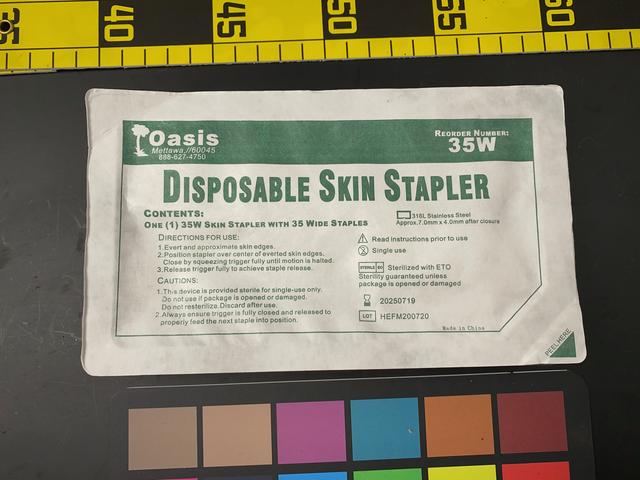 35
40
45
50
55
60
Oasis
Mettawa,//60045
888-627-4750
REORDER NUMBER:
35W
DISPOSABLE SKIN STAPLER
CONTENTS:
ONE (1) 35W SKIN STAPLER WITH 35 WIDE STAPLES
318L Stainless Steel
Approx.7.0mm x 4.0mm after closure
DIRECTIONS FOR USE:
1.Evert and approximate skin edges.
2.Position stapler over center of everted skin edges.
Close by squeezing trigger fully until motion is halted.
3.Release trigger fully to achieve staple release.
CAUTIONS:
1.This device is provided sterile for single-use only.
Do not use if package is opened or damaged.
Do not resterilize.Discard after use.
2.Always ensure trigger is fully closed and released to
properly feed the next staple into position.
Read instructions prior to use
Single use
STERILE EO Sterilized with ETO
Sterility guaranteed unless
package is opened or damaged
20250719
LOT HEFM200720
Made in China
PEEL HERE